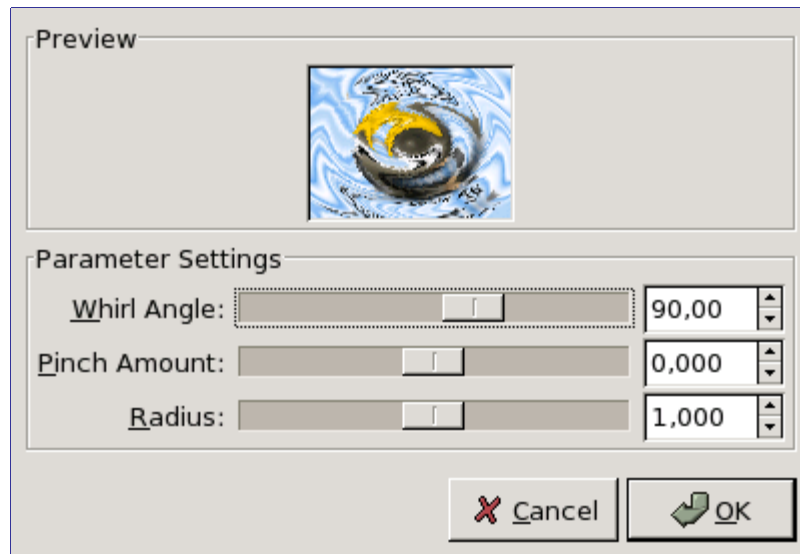 Preview
Parameter Settings
Whirl Angle: 90,00
Pinch Amount: 0,000
Radius: 1,000
Cancel OK